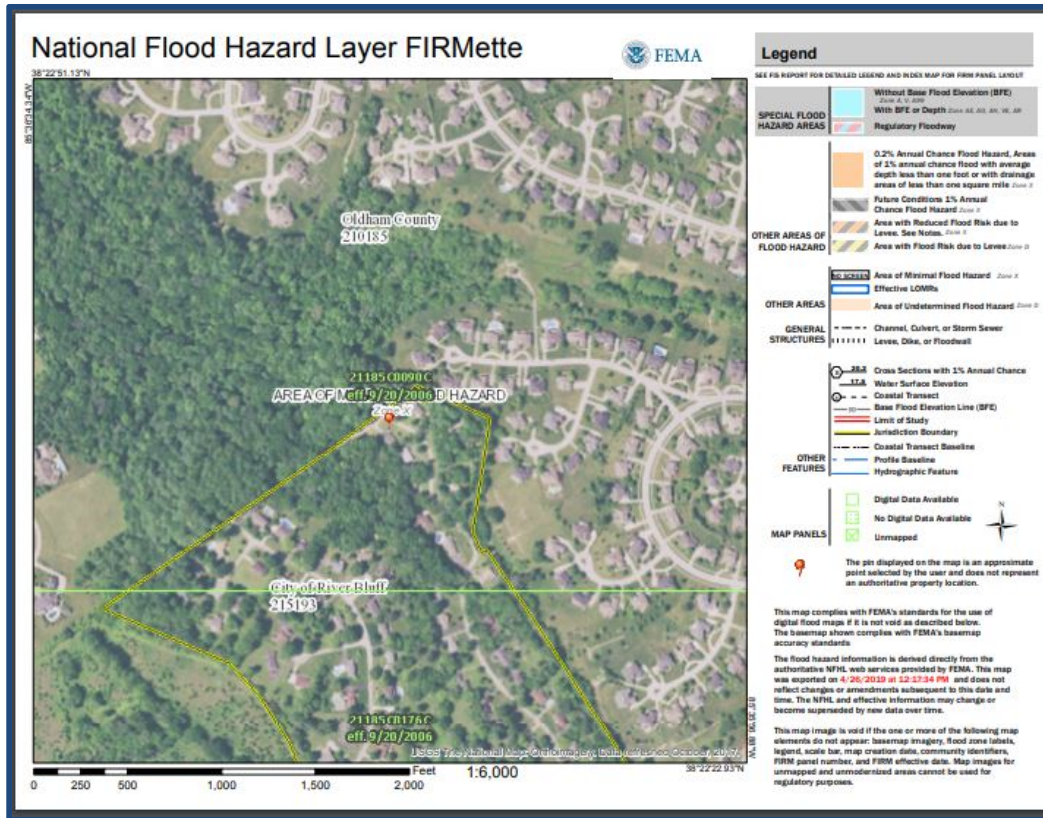 National Flood Hazard Layer FIRMette
FEMA
38°22'51.13"N
85°36'34.34"W
Oldham County
210185
21185C0090C
eff. 9/20/2006
AREA OF M D HAZARD
Zone X
City of River Bluff
215193
21185C0176C
eff. 9/20/2006
USGS The National Map: Orthoimagery. Data refreshed October, 2017.
38°22'22.93"N
0 250 500 1,000 1,500 2,000
Feet
1:6,000
Legend
SEE FIS REPORT FOR DETAILED LEGEND AND INDEX MAP FOR FIRM PANEL LAYOUT
SPECIAL FLOOD
HAZARD AREAS
Without Base Flood Elevation (BFE)
Zone A, V, A99
With BFE or Depth Zone AE, AO, AH, VE, AR
Regulatory Floodway
OTHER AREAS OF
FLOOD HAZARD
0.2% Annual Chance Flood Hazard, Areas
of 1% annual chance flood with average
depth less than one foot or with drainage
areas of less than one square mile Zone X
Future Conditions 1% Annual
Chance Flood Hazard Zone X
Area with Reduced Flood Risk due to
Levee. See Notes. Zone X
Area with Flood Risk due to Levee Zone D
OTHER AREAS
NO SCREEN Area of Minimal Flood Hazard Zone X
Effective LOMRs
Area of Undetermined Flood Hazard Zone D
GENERAL
STRUCTURES
Channel, Culvert, or Storm Sewer
Levee, Dike, or Floodwall
OTHER
FEATURES
20.2 Cross Sections with 1% Annual Chance
17.5 Water Surface Elevation
Coastal Transect
Base Flood Elevation Line (BFE)
Limit of Study
Jurisdiction Boundary
Coastal Transect Baseline
Profile Baseline
Hydrographic Feature
MAP PANELS
Digital Data Available
No Digital Data Available
Unmapped
N
The pin displayed on the map is an approximate
point selected by the user and does not represent
an authoritative property location.
This map complies with FEMA's standards for the use of
digital flood maps if it is not void as described below.
The basemap shown complies with FEMA's basemap
accuracy standards
The flood hazard information is derived directly from the
authoritative NFHL web services provided by FEMA. This map
was exported on 4/26/2019 at 12:17:34 PM and does not
reflect changes or amendments subsequent to this date and
time. The NFHL and effective information may change or
become superseded by new data over time.
This map image is void if the one or more of the following map
elements do not appear: basemap imagery, flood zone labels,
legend, scale bar, map creation date, community identifiers,
FIRM panel number, and FIRM effective date. Map images for
unmapped and unmodernized areas cannot be used for
regulatory purposes.